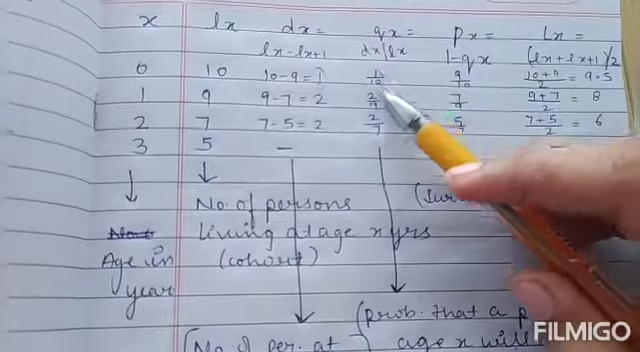 x lx dx= qx= px= Lx=
lx-lx+1 dx/lx 1-qx (lx+lx+1)/2
0 10 10-9=1 1/10 9/10 10+9/2 = 9.5
1 9 9-7=2 2/9 7/9 9+7/2 = 8
2 7 7-5=2 2/7 5/7 7+5/2 = 6
3 5 - -
No. of persons (Sur
living at age x yrs
Age in (cohort)
year
(prob. that a p
(No. of per. at age x will
FILMIGO